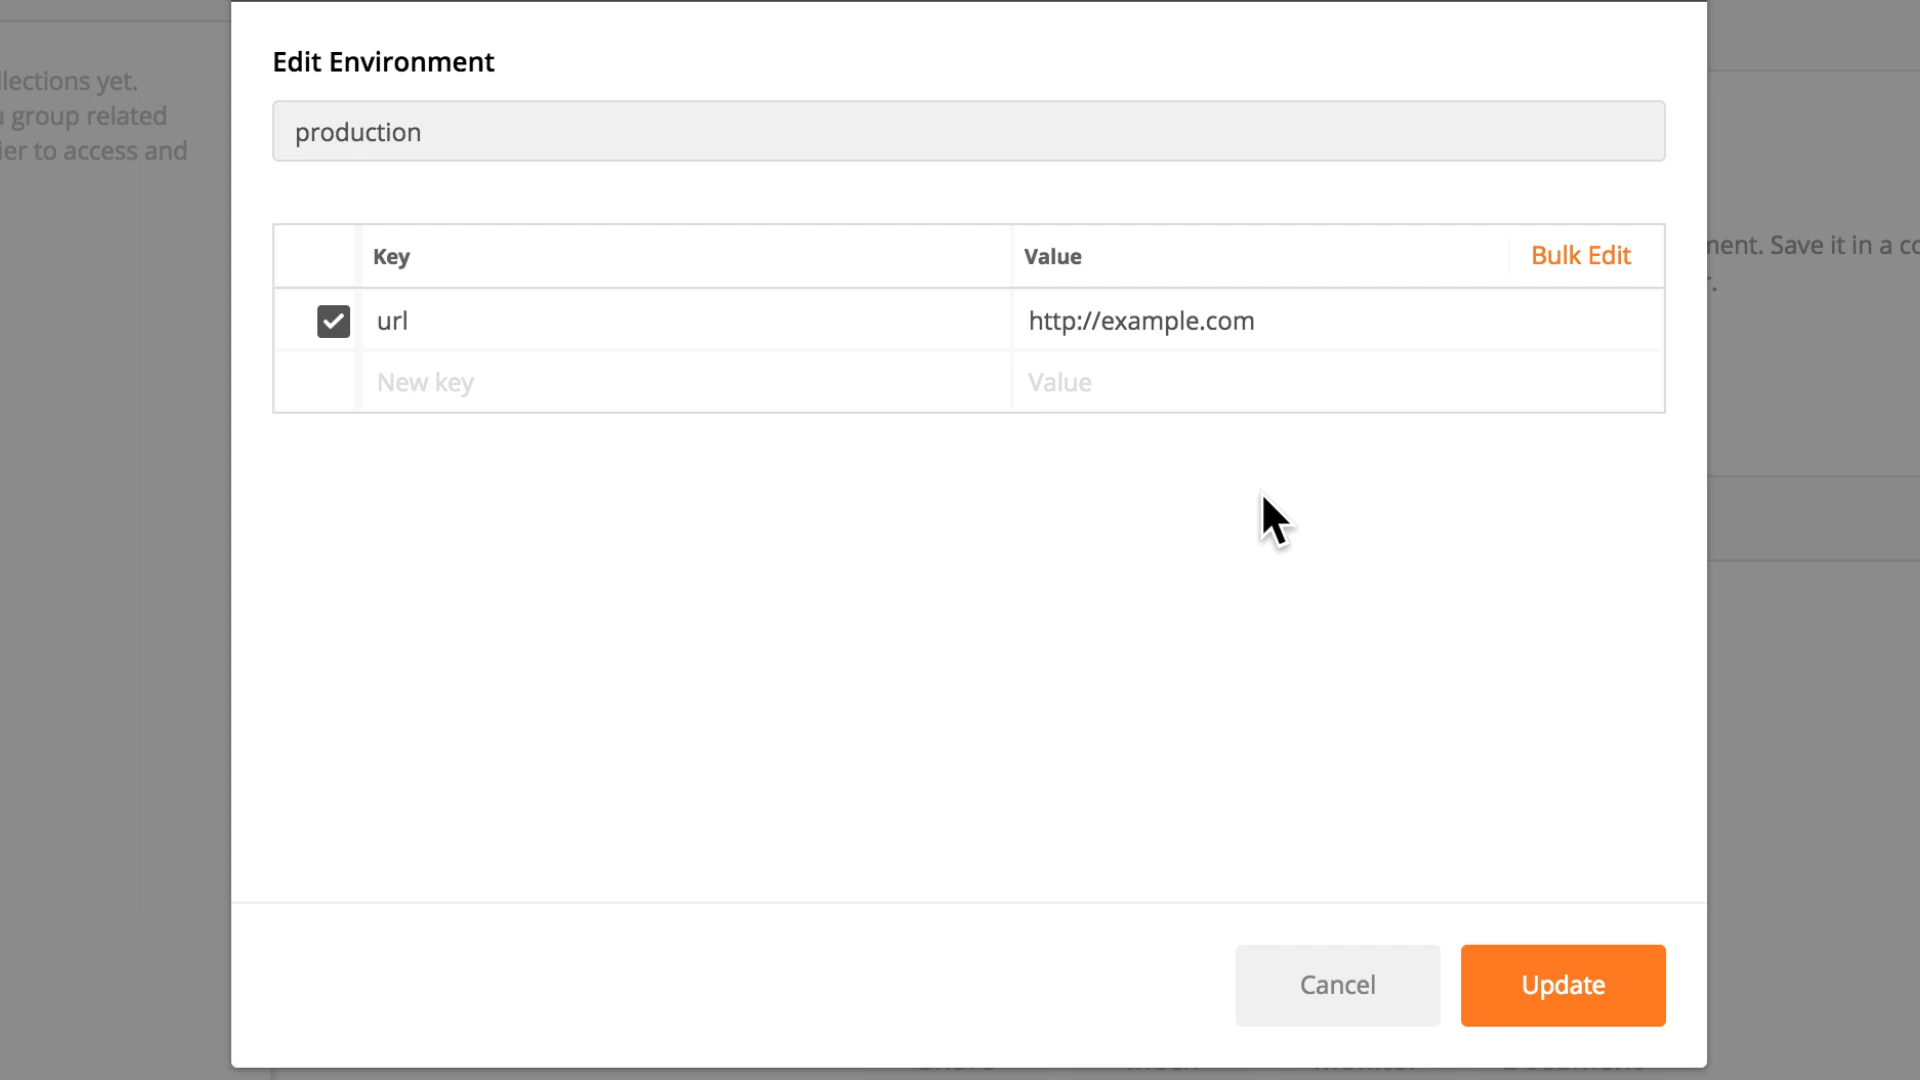 Edit Environment
production
Key Value Bulk Edit
url http://example.com
New key Value
Cancel Update
llections yet.
group related
ier to access and
ment. Save it in a co